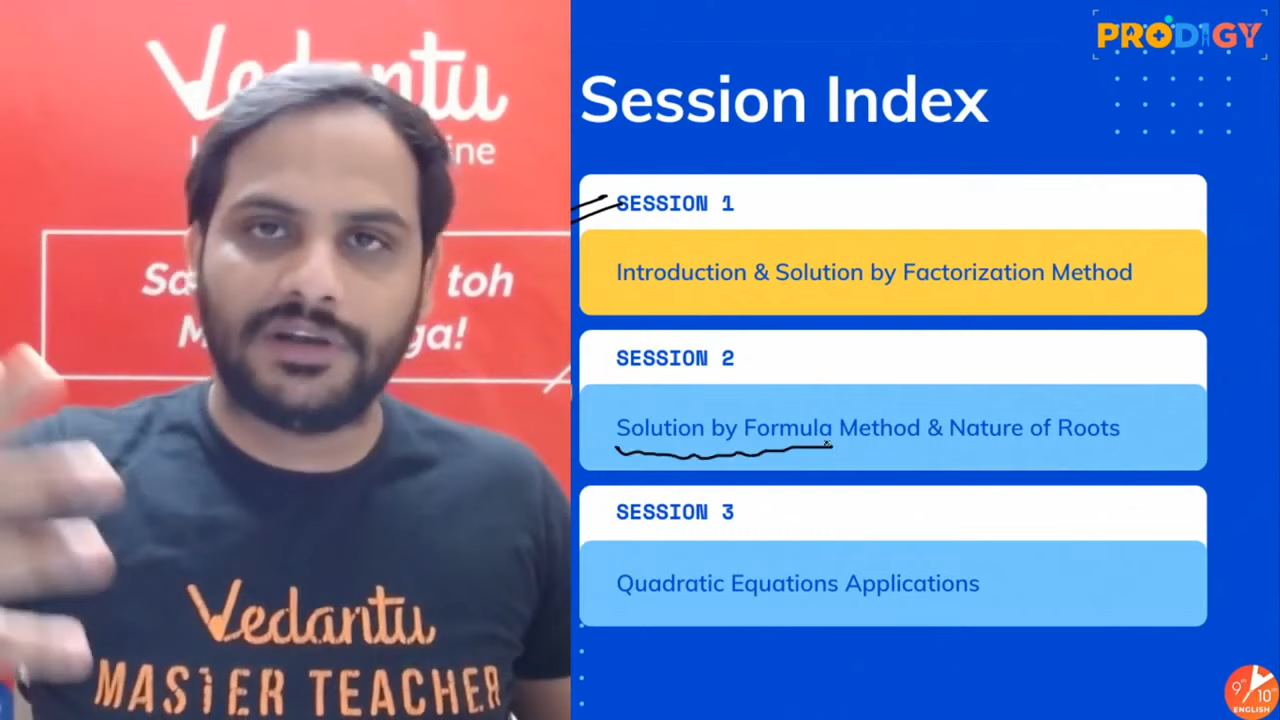 Vedantu
ine
toh
ga!
Vedantu
MASTER TEACHER
PRODIGY
Session Index
SESSION 1
Introduction & Solution by Factorization Method
SESSION 2
Solution by Formula Method & Nature of Roots
SESSION 3
Quadratic Equations Applications
9th
10th
ENGLISH